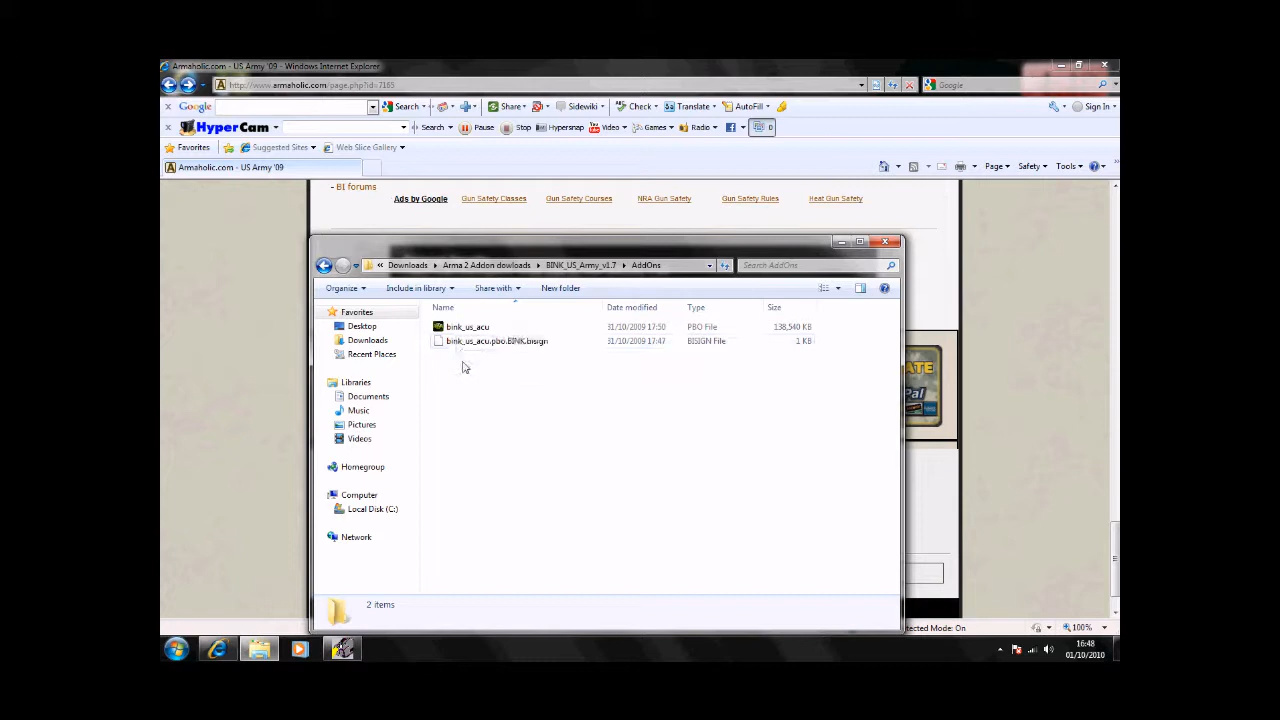 Armaholic.com - US Army '09 - Windows Internet Explorer
http://www.armaholic.com/page.php?id=7165
Google
Google Search Share Sidewiki Check Translate AutoFill Sign In
HyperCam Search Pause Stop Hypersnap Video Games Radio 0
Favorites Suggested Sites Web Slice Gallery
Armaholic.com - US Army '09
Page Safety Tools
- BI forums
Ads by Google Gun Safety Classes Gun Safety Courses NRA Gun Safety Gun Safety Rules Heat Gun Safety
« Downloads Arma 2 Addon dowloads BINK_US_Army_v1.7 AddOns Search AddOns
Organize Include in library Share with New folder
Favorites
Desktop
Downloads
Recent Places
Libraries
Documents
Music
Pictures
Videos
Homegroup
Computer
Local Disk (C:)
Network
Name Date modified Type Size
bink_us_acu 31/10/2009 17:50 PBO File 138,540 KB
bink_us_acu.pbo.BINK.bisign 31/10/2009 17:47 BISIGN File 1 KB
2 items
tected Mode: On 100%
16:48
01/10/2010